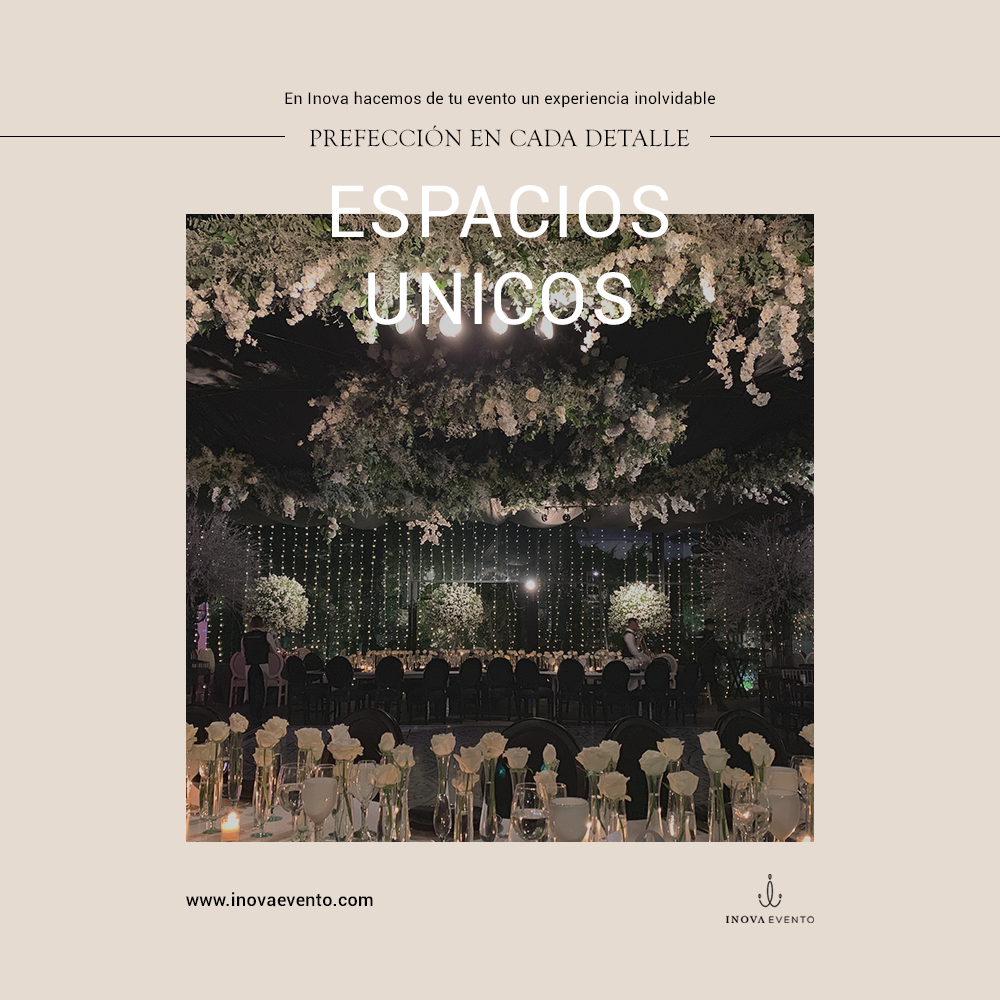 En Inova hacemos de tu evento un experiencia inolvidable
PREFECCIÓN EN CADA DETALLE
ESPACIOS
UNICOS
www.inovaevento.com
INOVA EVENTO